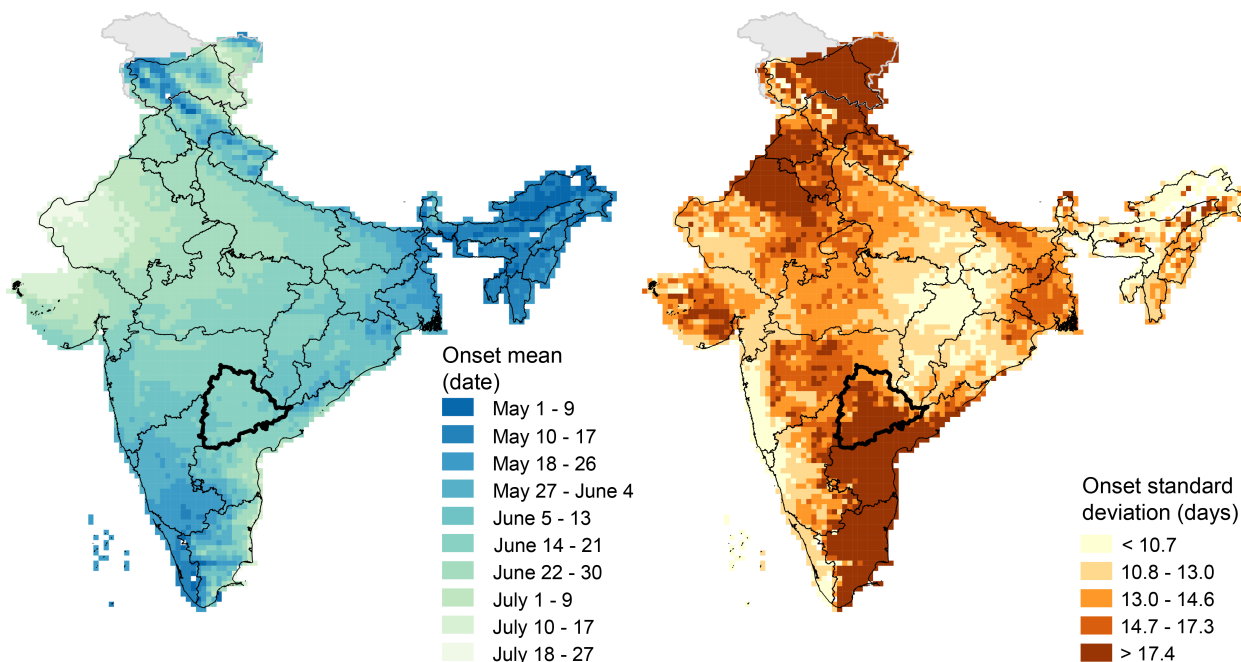 Onset mean
(date)
May 1 - 9
May 10 - 17
May 18 - 26
May 27 - June 4
June 5 - 13
June 14 - 21
June 22 - 30
July 1 - 9
July 10 - 17
July 18 - 27
Onset standard
deviation (days)
< 10.7
10.8 - 13.0
13.0 - 14.6
14.7 - 17.3
> 17.4